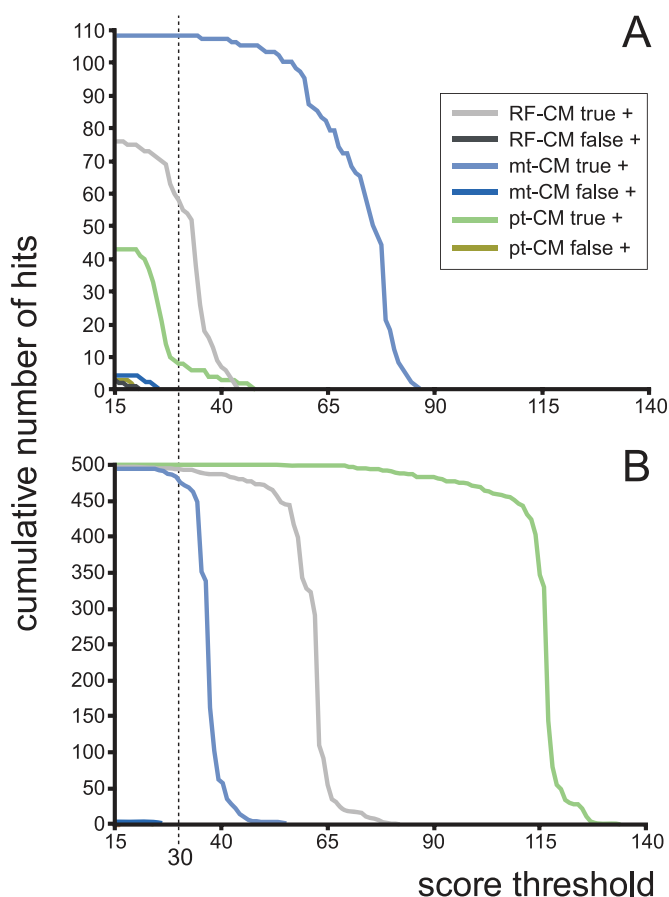 A
110
100
90
80
70
60
50
40
30
20
10
0
15 40 65 90 115 140
RF-CM true +
RF-CM false +
mt-CM true +
mt-CM false +
pt-CM true +
pt-CM false +
cumulative number of hits
B
500
450
400
350
300
250
200
150
100
50
0
15 30 40 65 90 115 140
score threshold